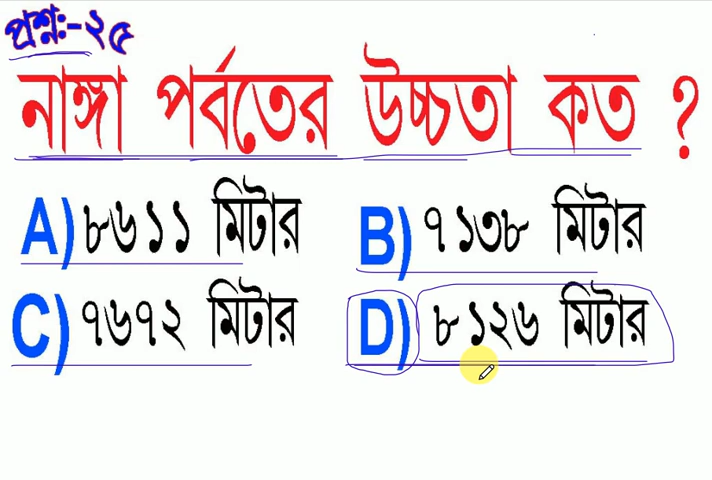 প্রশ্নঃ-২৫
নাঙ্গা পর্বতের উচ্চতা কত ?
A) ৮৬১১ মিটার B) ৭১৩৮ মিটার
C) ৭৬৭২ মিটার D) ৮১২৬ মিটার